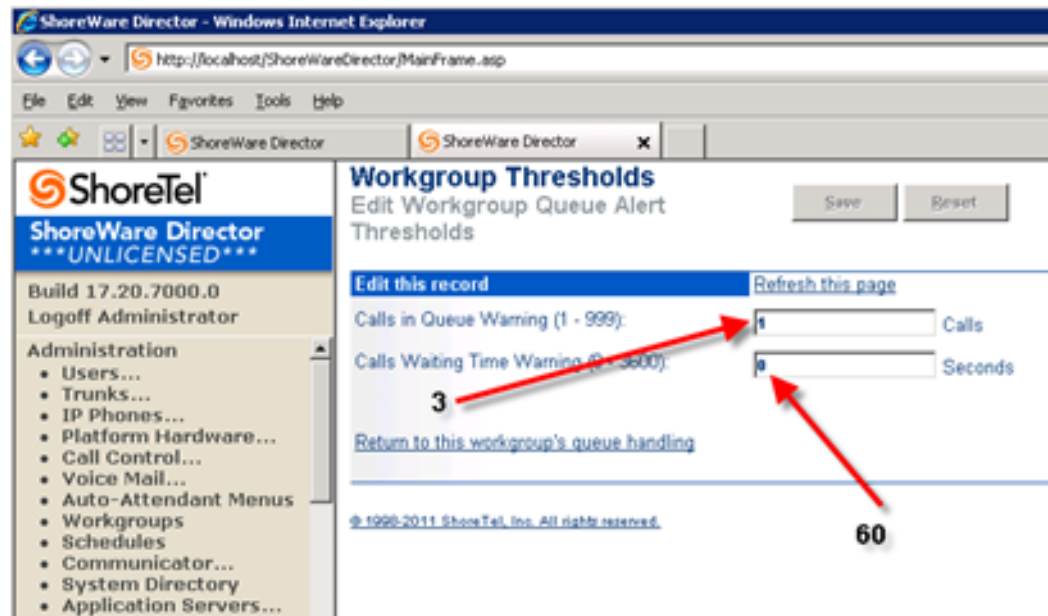 ShoreWare Director - Windows Internet Explorer
http://localhost/ShoreWareDirector/MainFrame.asp
File Edit View Favorites Tools Help
ShoreWare Director ShoreWare Director
ShoreTel
ShoreWare Director
***UNLICENSED***
Build 17.20.7000.0
Logoff Administrator
Administration
• Users...
• Trunks...
• IP Phones...
• Platform Hardware...
• Call Control...
• Voice Mail...
• Auto-Attendant Menus
• Workgroups
• Schedules
• Communicator...
• System Directory
• Application Servers...
Workgroup Thresholds
Edit Workgroup Queue Alert
Thresholds
Save Reset
Edit this record Refresh this page
Calls in Queue Warning (1 - 999): 1 Calls
Calls Waiting Time Warning (0 - 3600): 0 Seconds
3
Return to this workgroup's queue handling
60
© 1998-2011 ShoreTel, Inc. All rights reserved.